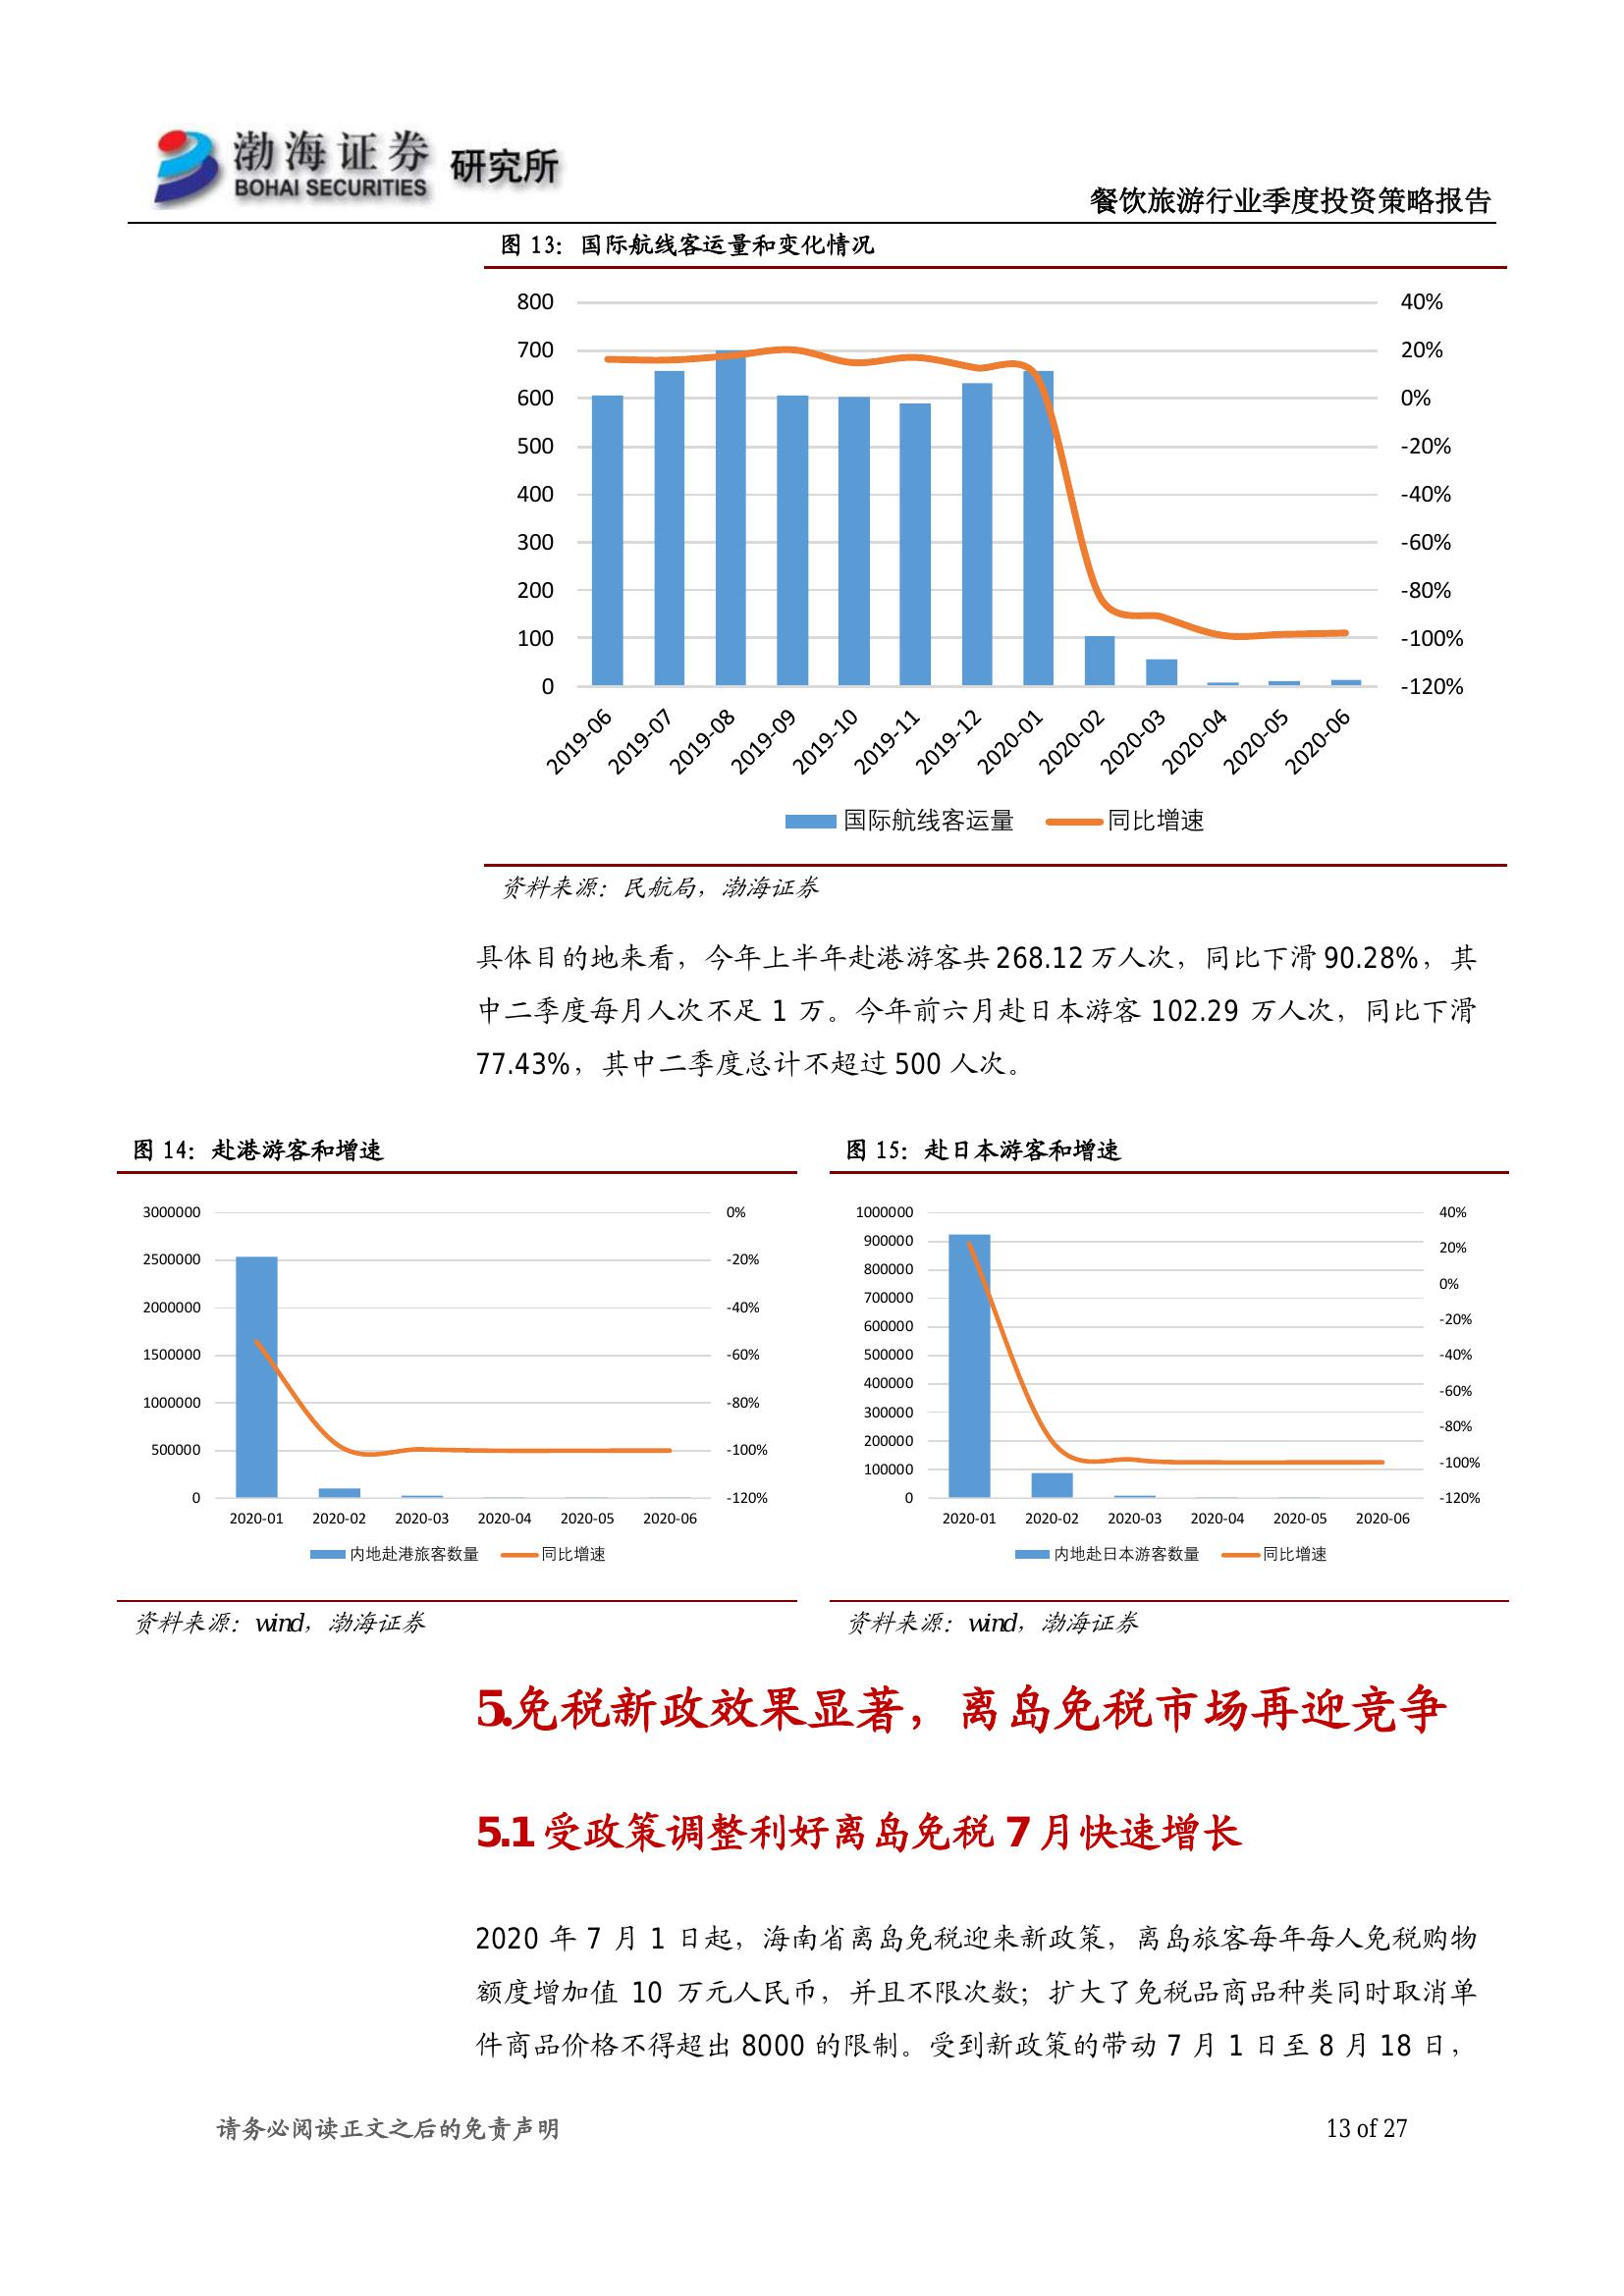 渤海证券 研究所
BOHAI SECURITIES
餐饮旅游行业季度投资策略报告
图 13：国际航线客运量和变化情况
800
700
600
500
400
300
200
100
0
40%
20%
0%
-20%
-40%
-60%
-80%
-100%
-120%
2019-06 2019-07 2019-08 2019-09 2019-10 2019-11 2019-12 2020-01 2020-02 2020-03 2020-04 2020-05 2020-06
国际航线客运量 同比增速
资料来源：民航局，渤海证券
具体目的地来看，今年上半年赴港游客共 268.12 万人次，同比下滑 90.28%，其
中二季度每月人次不足 1 万。今年前六月赴日本游客 102.29 万人次，同比下滑
77.43%，其中二季度总计不超过 500 人次。
图 14：赴港游客和增速
3000000
2500000
2000000
1500000
1000000
500000
0
0%
-20%
-40%
-60%
-80%
-100%
-120%
2020-01 2020-02 2020-03 2020-04 2020-05 2020-06
内地赴港旅客数量 同比增速
资料来源：wind，渤海证券
图 15：赴日本游客和增速
1000000
900000
800000
700000
600000
500000
400000
300000
200000
100000
0
40%
20%
0%
-20%
-40%
-60%
-80%
-100%
-120%
2020-01 2020-02 2020-03 2020-04 2020-05 2020-06
内地赴日本游客数量 同比增速
资料来源：wind，渤海证券
5.免税新政效果显著，离岛免税市场再迎竞争
5.1 受政策调整利好离岛免税 7 月快速增长
2020 年 7 月 1 日起，海南省离岛免税迎来新政策，离岛旅客每年每人免税购物
额度增加值 10 万元人民币，并且不限次数；扩大了免税品商品种类同时取消单
件商品价格不得超出 8000 的限制。受到新政策的带动 7 月 1 日至 8 月 18 日，
请务必阅读正文之后的免责声明
13 of 27